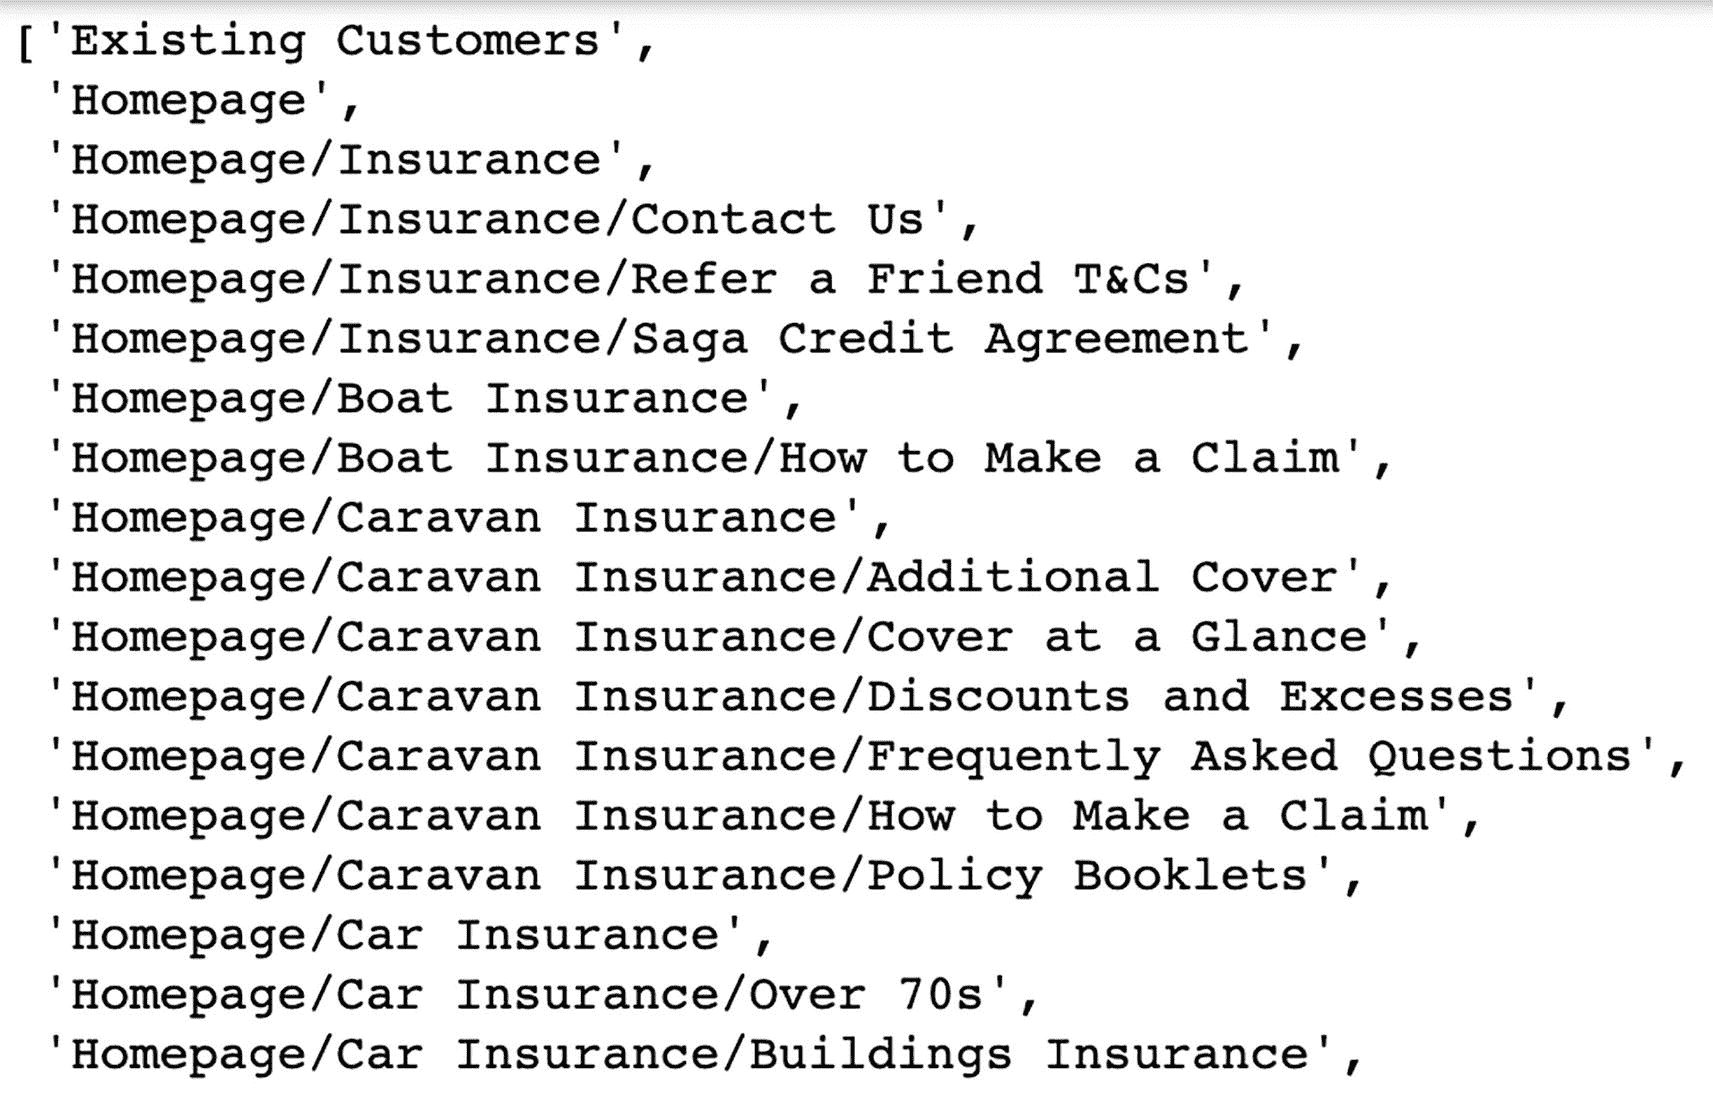 ['Existing Customers',
'Homepage',
'Homepage/Insurance',
'Homepage/Insurance/Contact Us',
'Homepage/Insurance/Refer a Friend T&Cs',
'Homepage/Insurance/Saga Credit Agreement',
'Homepage/Boat Insurance',
'Homepage/Boat Insurance/How to Make a Claim',
'Homepage/Caravan Insurance',
'Homepage/Caravan Insurance/Additional Cover',
'Homepage/Caravan Insurance/Cover at a Glance',
'Homepage/Caravan Insurance/Discounts and Excesses',
'Homepage/Caravan Insurance/Frequently Asked Questions',
'Homepage/Caravan Insurance/How to Make a Claim',
'Homepage/Caravan Insurance/Policy Booklets',
'Homepage/Car Insurance',
'Homepage/Car Insurance/Over 70s',
'Homepage/Car Insurance/Buildings Insurance',